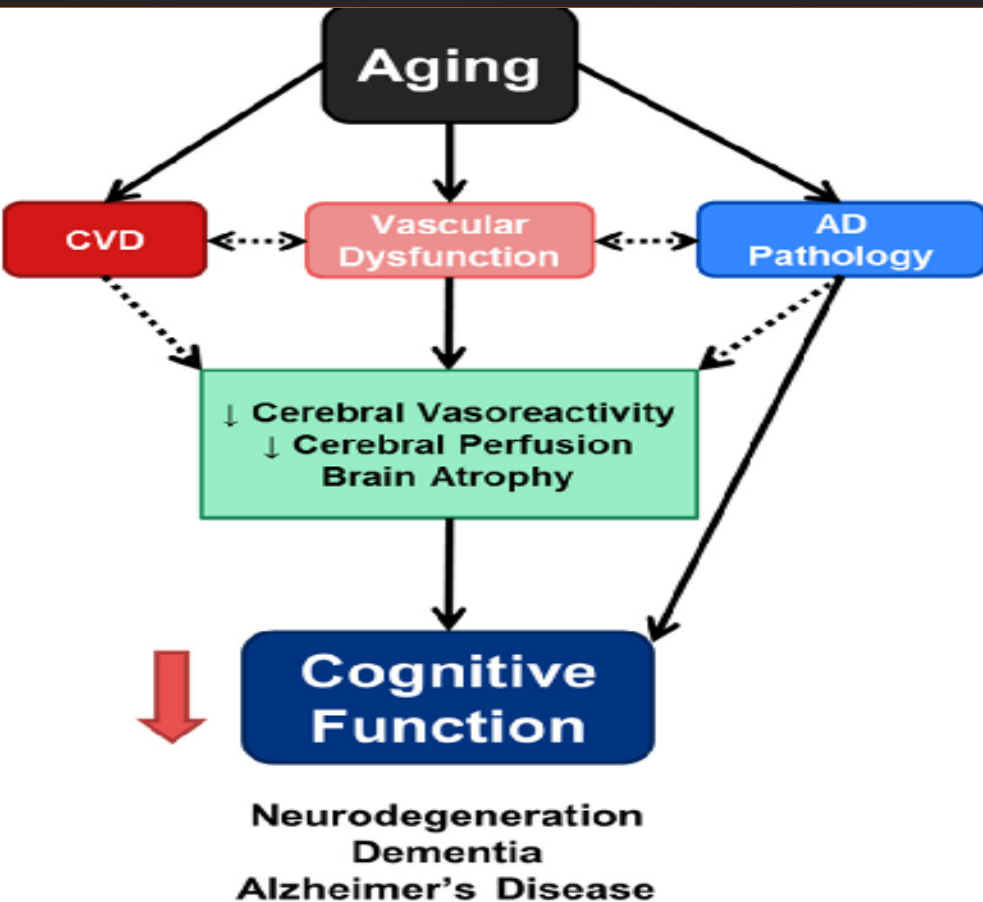 Aging
CVD
Vascular
Dysfunction
AD
Pathology
↓ Cerebral Vasoreactivity
↓ Cerebral Perfusion
Brain Atrophy
Cognitive
Function
Neurodegeneration
Dementia
Alzheimer's Disease